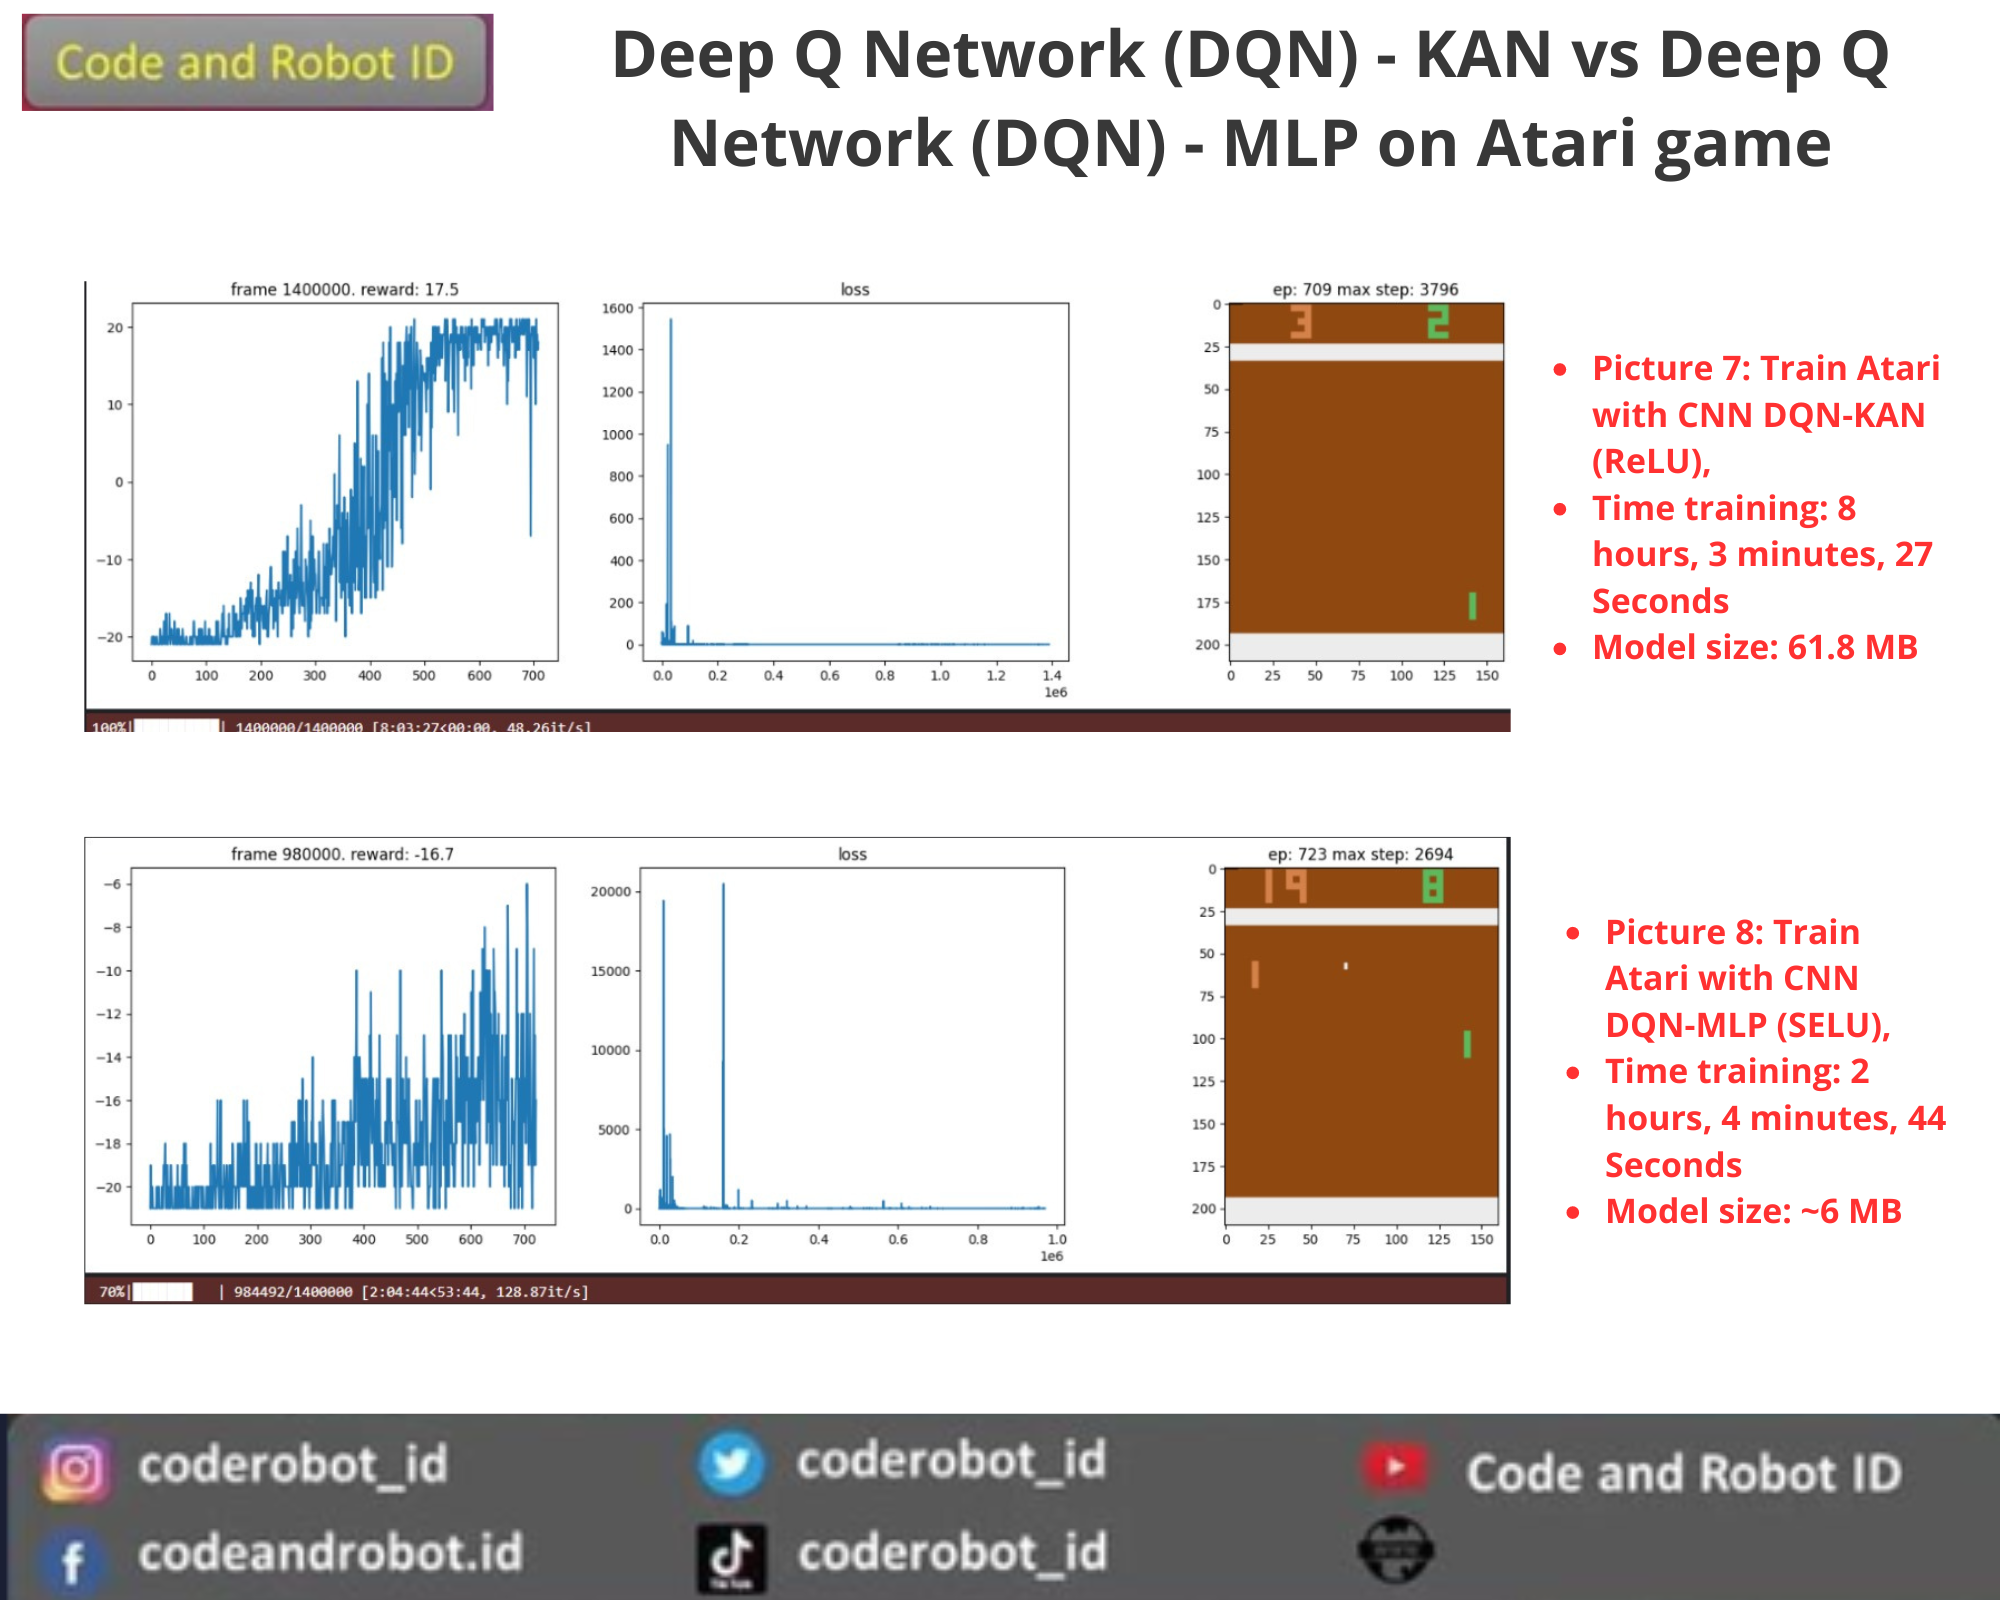 Code and Robot ID
Deep Q Network (DQN) - KAN vs Deep Q
Network (DQN) - MLP on Atari game
frame 1400000. reward: 17.5
20
10
0
−10
−20
0 100 200 300 400 500 600 700
loss
1600
1400
1200
1000
800
600
400
200
0
0.0 0.2 0.4 0.6 0.8 1.0 1.2 1.4
1e6
ep: 709 max step: 3796
3 2
0
25
50
75
100
125
150
175
200
0 25 50 75 100 125 150
100%| | 1400000/1400000 [8:03:27<00:00, 48.26it/s]
• Picture 7: Train Atari
with CNN DQN-KAN
(ReLU),
• Time training: 8
hours, 3 minutes, 27
Seconds
• Model size: 61.8 MB
frame 980000. reward: -16.7
−6
−8
−10
−12
−14
−16
−18
−20
0 100 200 300 400 500 600 700
loss
20000
15000
10000
5000
0
0.0 0.2 0.4 0.6 0.8 1.0
1e6
ep: 723 max step: 2694
19 8
0
25
50
75
100
125
150
175
200
0 25 50 75 100 125 150
70%| | 984492/1400000 [2:04:44<53:44, 128.87it/s]
• Picture 8: Train
Atari with CNN
DQN-MLP (SELU),
• Time training: 2
hours, 4 minutes, 44
Seconds
• Model size: ~6 MB
coderobot_id
coderobot_id
Code and Robot ID
codeandrobot.id
coderobot_id